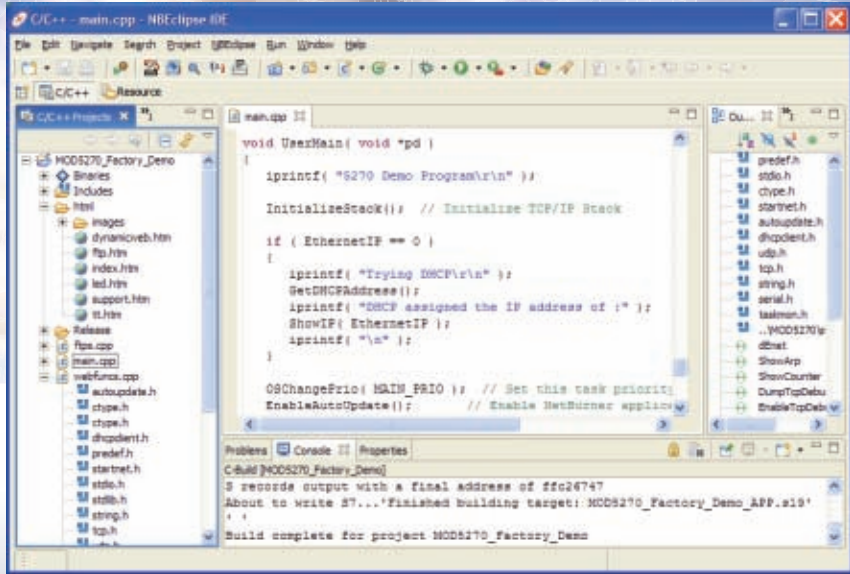 C/C++ - main.cpp - NBEclipse IDE
File Edit Navigate Search Project NBEclipse Run Window Help
C/C++ Resource
C/C++ Projects
MOD5270_Factory_Demo
Binaries
Includes
html
images
dynamicweb.htm
ftp.htm
index.htm
led.htm
support.htm
tt.htm
Release
ftps.cpp
main.cpp
webfuncs.cpp
autoupdate.h
ctype.h
ctype.h
dhcpclient.h
predef.h
startnet.h
stdio.h
stdlib.h
string.h
tcp.h
main.cpp
void UserMain( void *pd )
{
iprintf( "5270 Demo Program\r\n" );
InitializeStack(); // Initialize TCP/IP Stack
if ( EthernetIP == 0 )
{
iprintf( "Trying DHCP\r\n" );
GetDHCPAddress();
iprintf( "DHCP assigned the IP address of :" );
ShowIP( EthernetIP );
iprintf( "\n" );
}
OSChangePrio( MAIN_PRIO ); // Set this task priority
EnableAutoUpdate(); // Enable NetBurner applic
Ou...
predef.h
stdio.h
ctype.h
startnet.h
autoupdate.h
dhcpclient.h
udp.h
tcp.h
string.h
serial.h
taskmon.h
..\MOD5270\
dEnet
ShowArp
ShowCounter
DumpTcpDebu
EnableTcpDeb
Problems Console Properties
C-Build [MOD5270_Factory_Demo]
S records output with a final address of ffc26747
About to write S7...'Finished building target: MOD5270_Factory_Demo_APP.s19'
' '
Build complete for project MOD5270_Factory_Demo